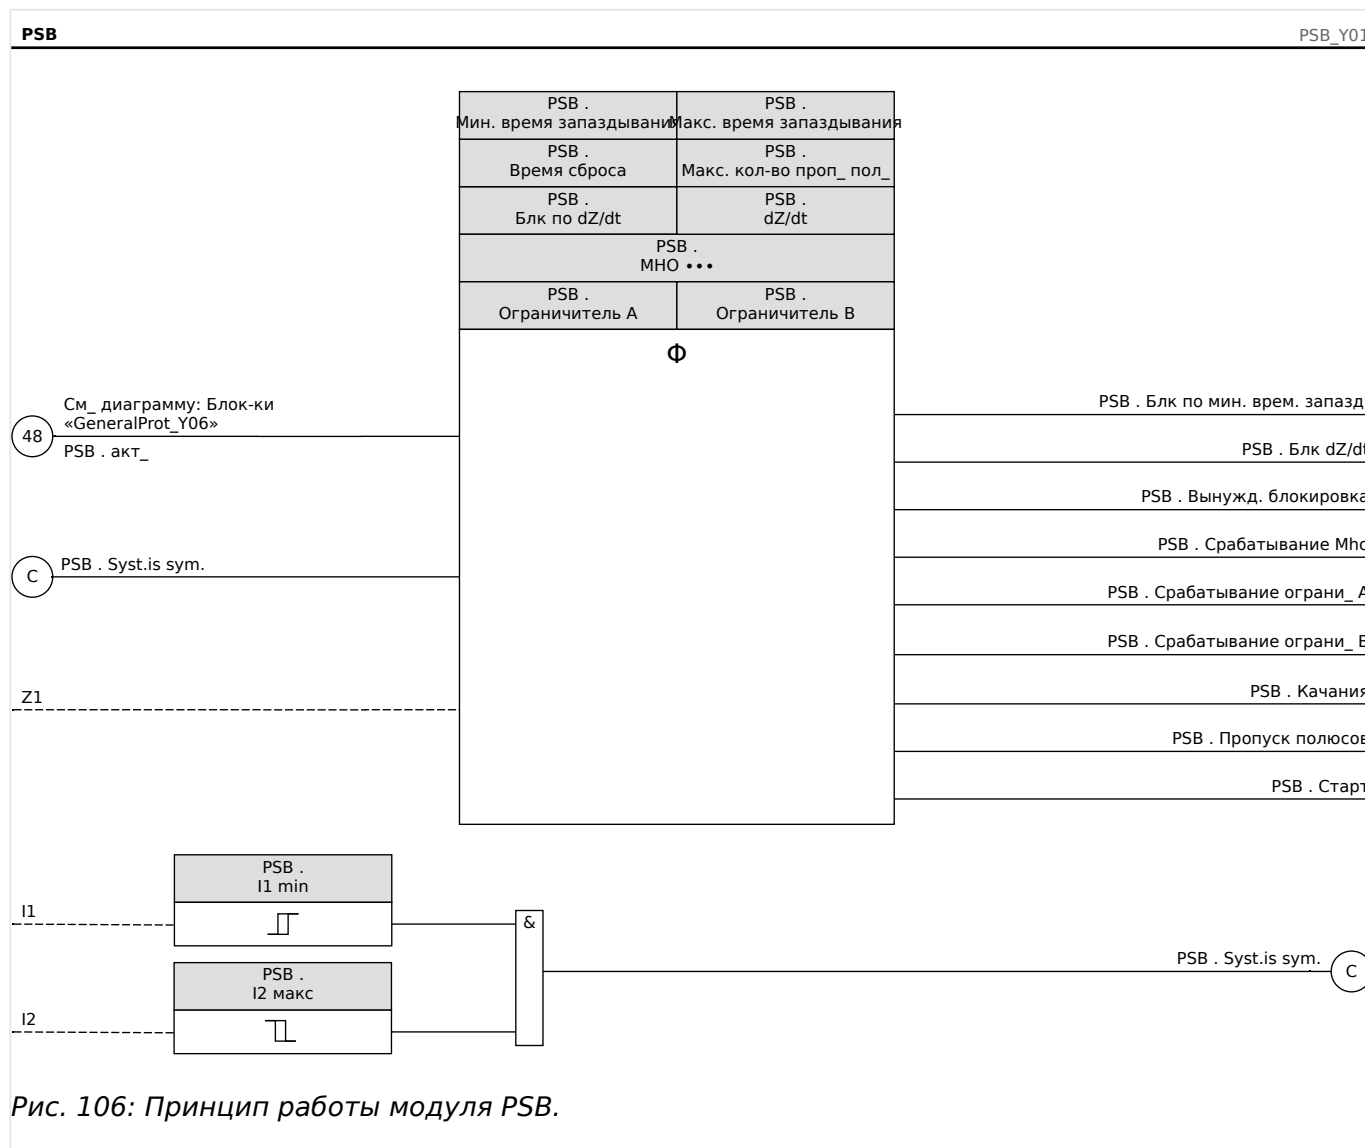 PSB
PSB_Y01
PSB .
Мин. время запаздывания
PSB .
Макс. время запаздывания
PSB .
Время сброса
PSB .
Макс. кол-во проп_ пол_
PSB .
Блк по dZ/dt
PSB .
dZ/dt
PSB .
МНО •••
PSB .
Ограничитель A
PSB .
Ограничитель B
Φ
См_ диаграмму: Блок-ки
«GeneralProt_Y06»
48
PSB . акт_
PSB . Syst.is sym.
C
Z1
PSB . Блк по мин. врем. запазд.
PSB . Блк dZ/dt
PSB . Вынужд. блокировка
PSB . Срабатывание Mho
PSB . Срабатывание ограни_ A
PSB . Срабатывание ограни_ B
PSB . Качания
PSB . Пропуск полюсов
PSB . Старт
PSB .
I1 min
I1
&
PSB .
I2 макс
I2
PSB . Syst.is sym.
C
Рис. 106: Принцип работы модуля PSB.